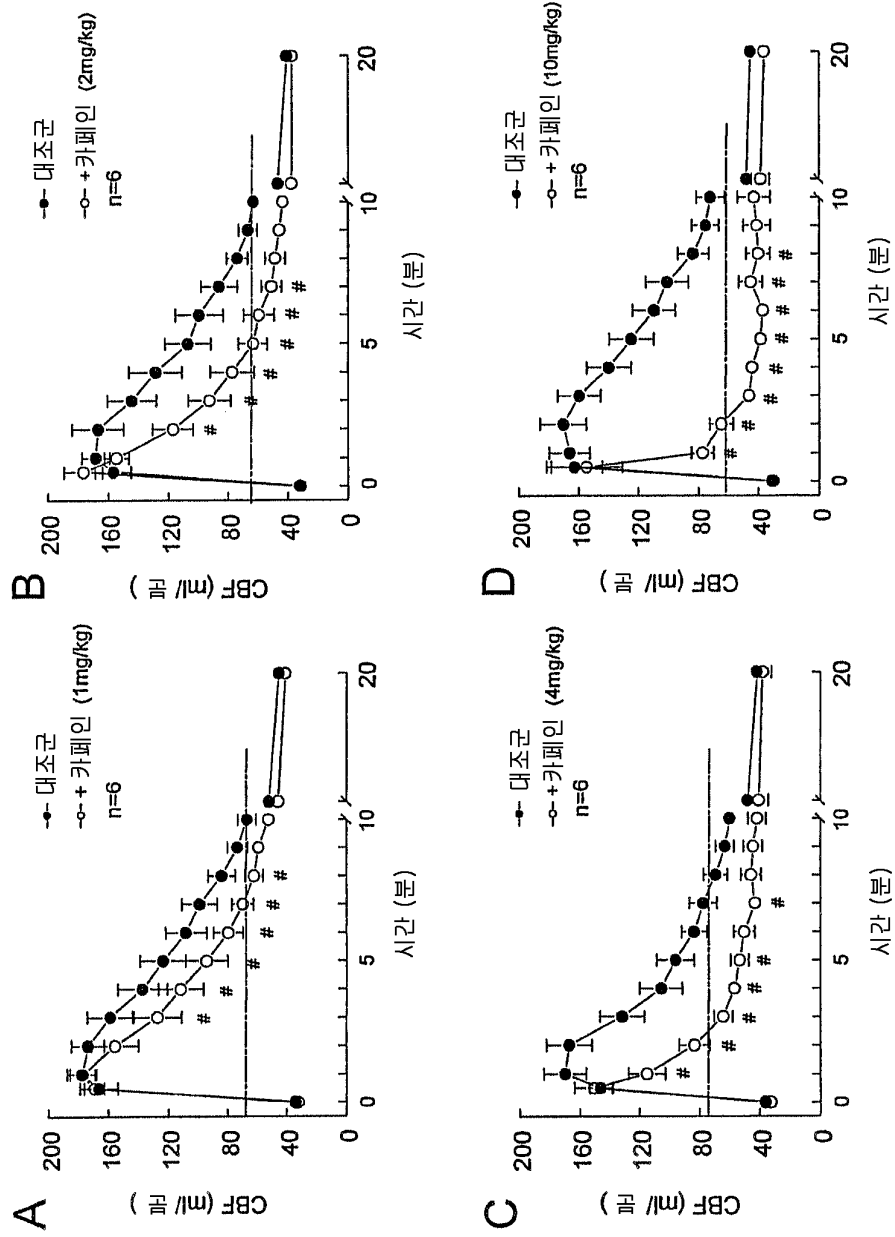 A
대조군
+ 카페인 (1mg/kg)
n=6
CBF (ml/분)
200
160
120
80
40
0
# # # # # #
0 5 10 20
시간 (분)
B
대조군
+카페인 (2mg/kg)
n=6
CBF (ml/분)
200
160
120
80
40
0
# # # # # #
0 5 10 20
시간 (분)
C
대조군
+ 카페인 (4mg/kg)
n=6
CBF (ml/분)
200
160
120
80
40
0
# # # # # #
0 5 10 20
시간 (분)
D
대조군
+ 카페인 (10mg/kg)
n=6
CBF (ml/분)
200
160
120
80
40
0
# # # # # # # #
0 5 10 20
시간 (분)